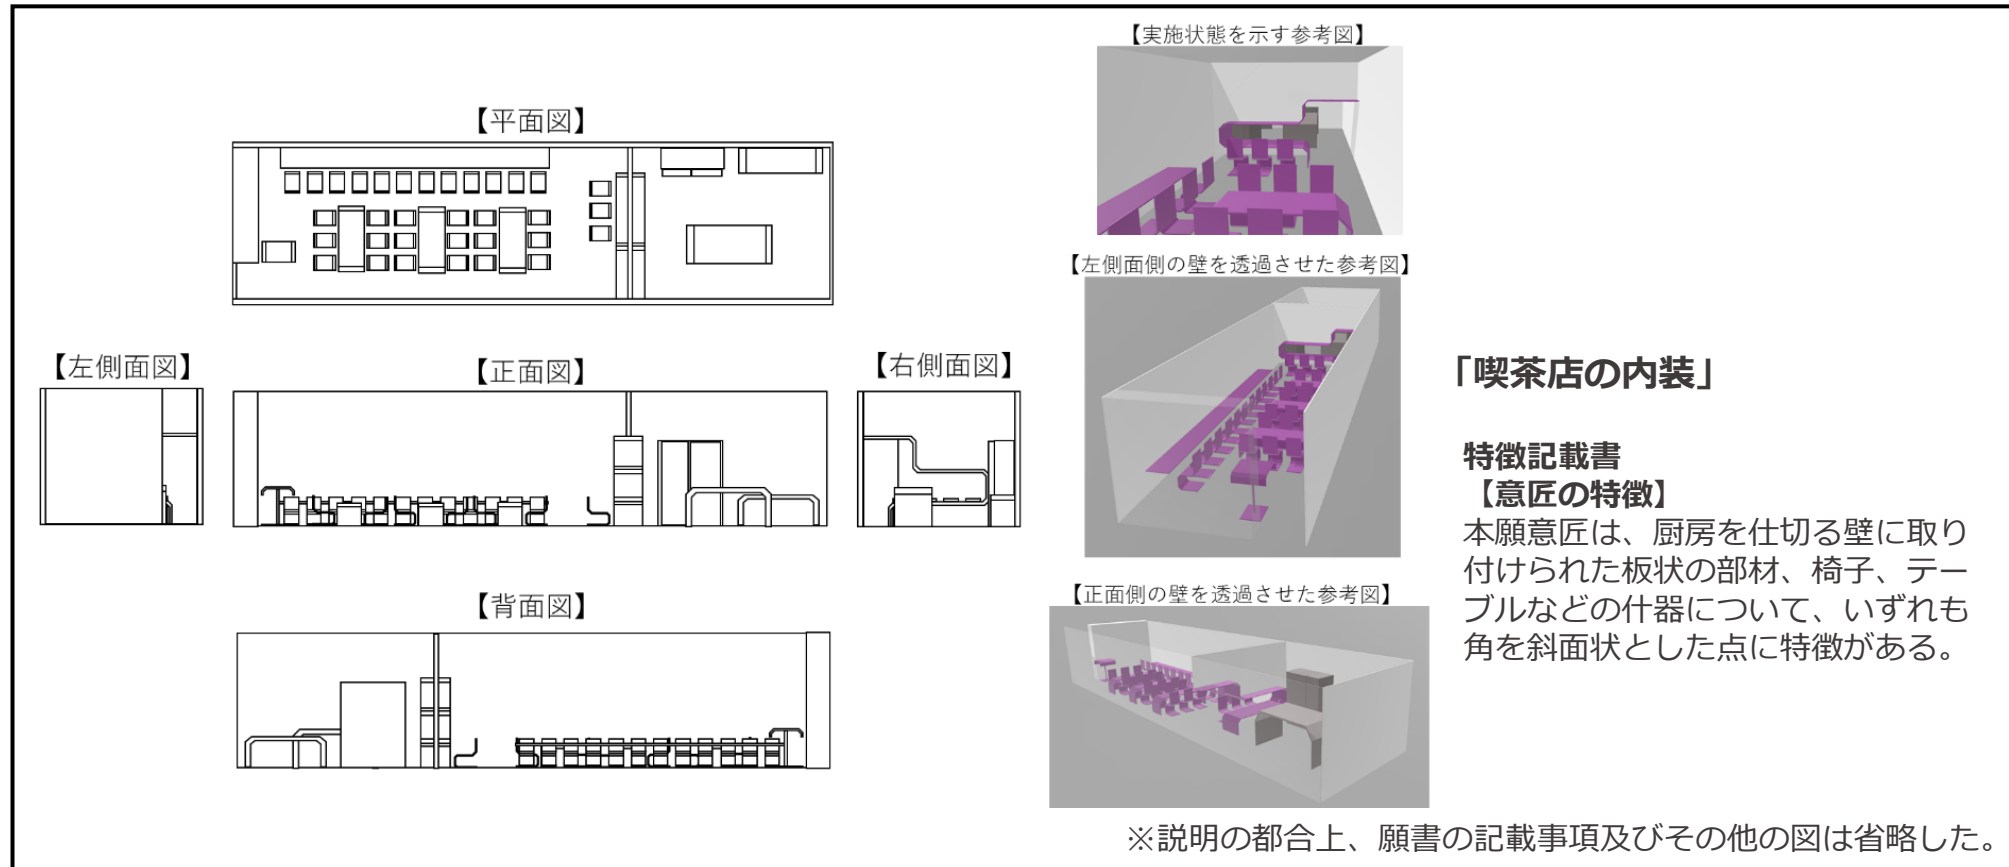 【平面図】
【左側面図】
【正面図】
【右側面図】
【背面図】
【実施状態を示す参考図】
【左側面側の壁を透過させた参考図】
【正面側の壁を透過させた参考図】
「喫茶店の内装」
特徴記載書
【意匠の特徴】
本願意匠は、厨房を仕切る壁に取り
付けられた板状の部材、椅子、テー
ブルなどの什器について、いずれも
角を斜面状とした点に特徴がある。
※説明の都合上、願書の記載事項及びその他の図は省略した。